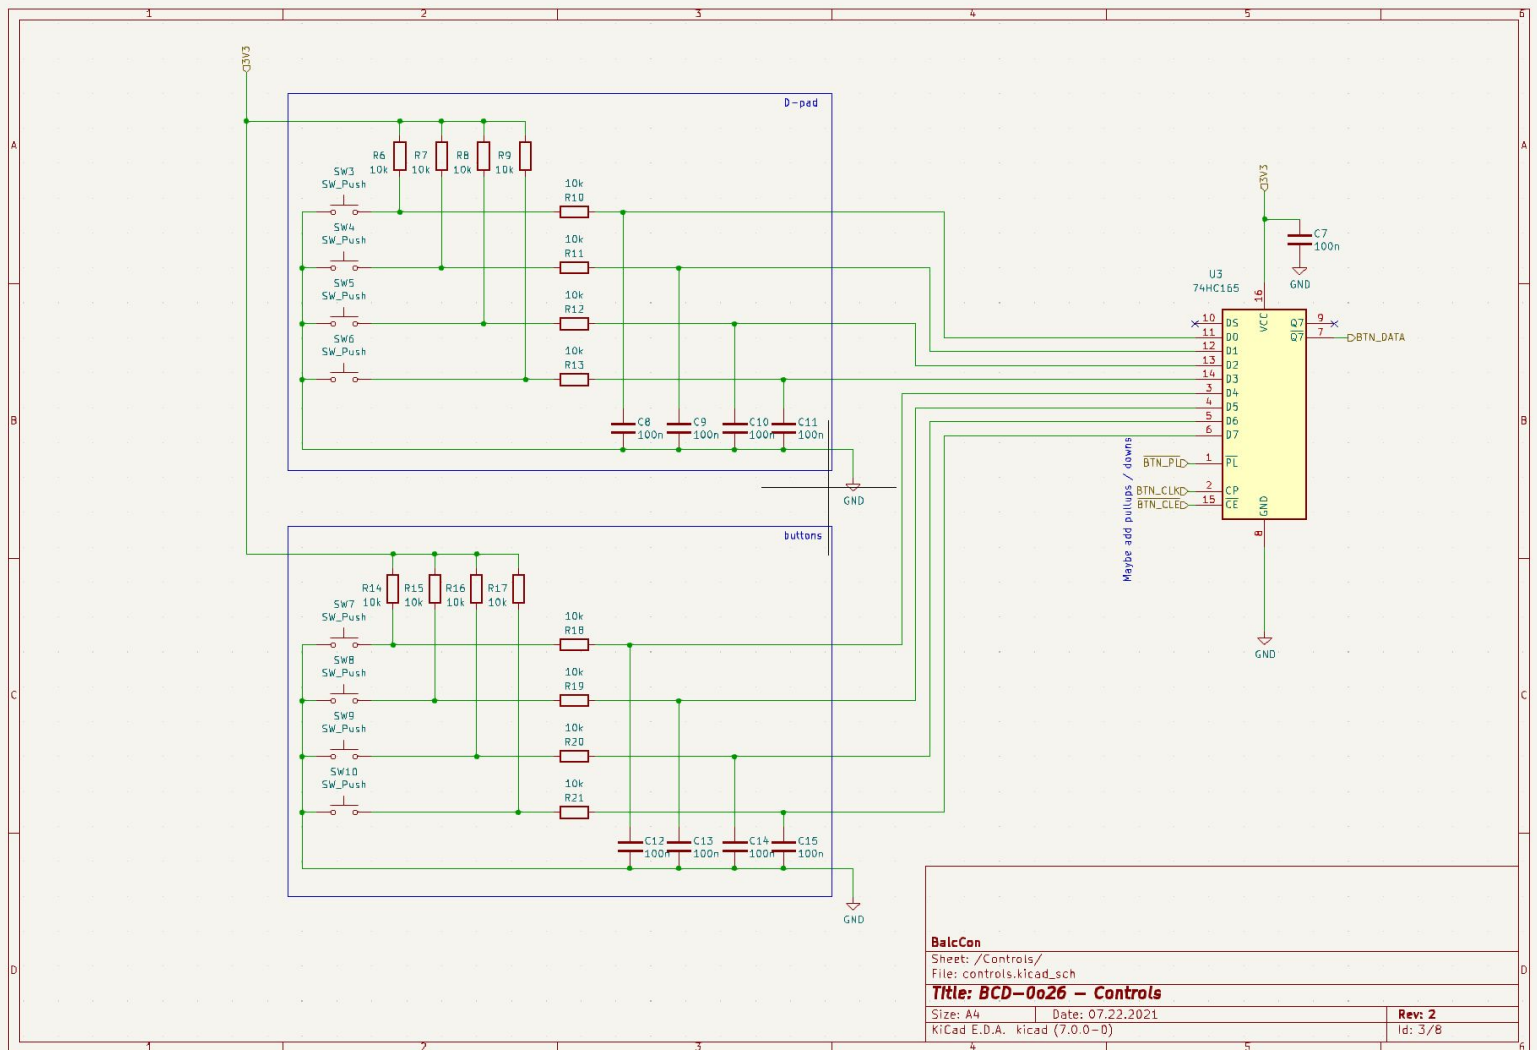 1 2 3 4 5 6
3V3
D-pad
A A
R6 R7 R8 R9
10k 10k 10k 10k
3V3
SW3
SW_Push
10k
R10
SW4
SW_Push
10k
R11
C7
100n
SW5
SW_Push
10k
R12
GND
U3
74HC165
SW6
SW_Push
10k
R13
16
VCC
10 DS Q7 9
11 D0 Q7 7 BTN_DATA
12 D1
13 D2
14 D3
3 D4
4 D5
5 D6
6 D7
B B
C8 C9 C10 C11
100n 100n 100n 100n
BTN_PL 1 PL
BTN_CLK 2 CP
BTN_CLE 15 CE
GND
8
Maybe add pullups / downs
GND
buttons
R14 R15 R16 R17
10k 10k 10k 10k
SW7
SW_Push
10k
R18
GND
SW8
SW_Push
10k
R19
C C
SW9
SW_Push
10k
R20
SW10
SW_Push
10k
R21
C12 C13 C14 C15
100n 100n 100n 100n
GND
BalcCon
Sheet: /Controls/
File: controls.kicad_sch
D D
Title: BCD-0o26 - Controls
Size: A4 Date: 07.22.2021 Rev: 2
KiCad E.D.A. kicad (7.0.0-0) Id: 3/8
1 2 3 4 5 6